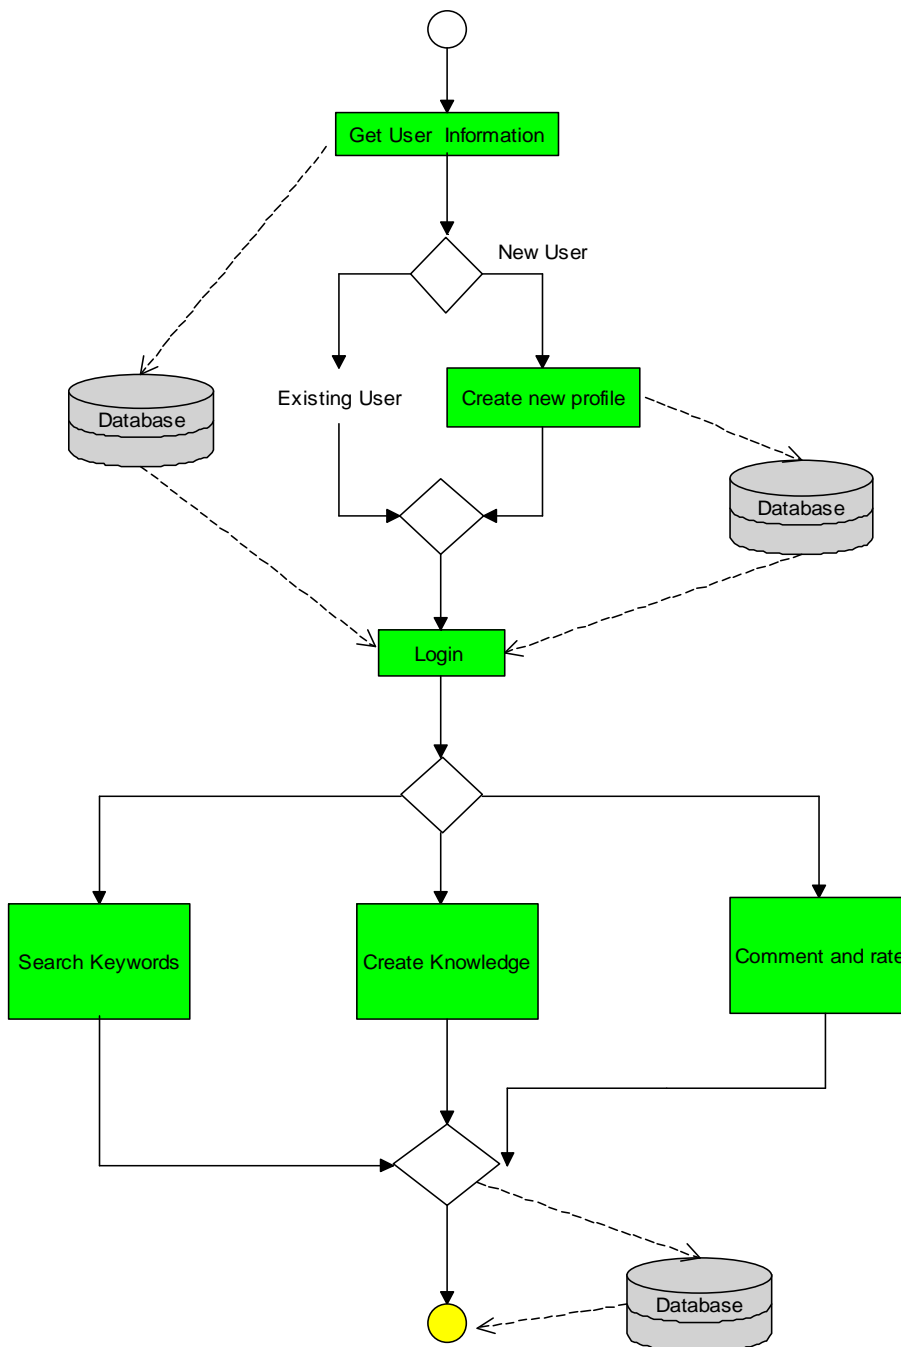 Get User  Information
New User
Existing User
Create new profile
Database
Database
Login
Search Keywords
Create Knowledge
Comment and rate
Database